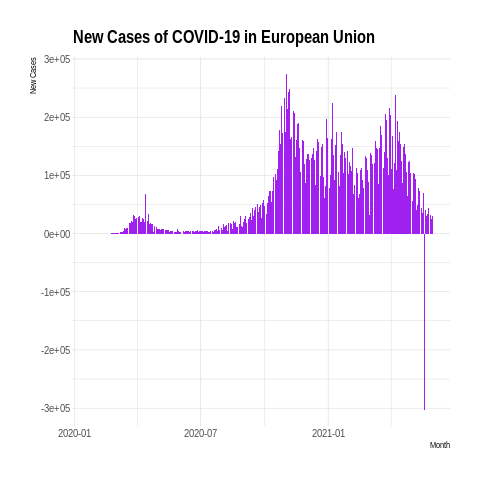 New Cases of COVID-19 in European Union
New Cases
3e+05
2e+05
1e+05
0e+00
-1e+05
-2e+05
-3e+05
2020-01 2020-07 2021-01
Month